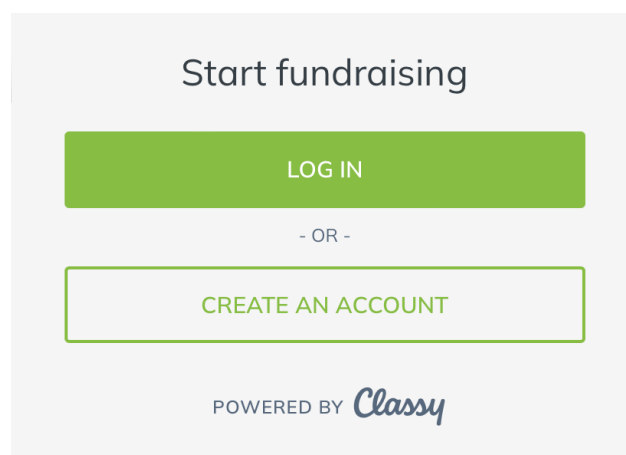 Start fundraising
LOG IN
- OR -
CREATE AN ACCOUNT
POWERED BY Classy